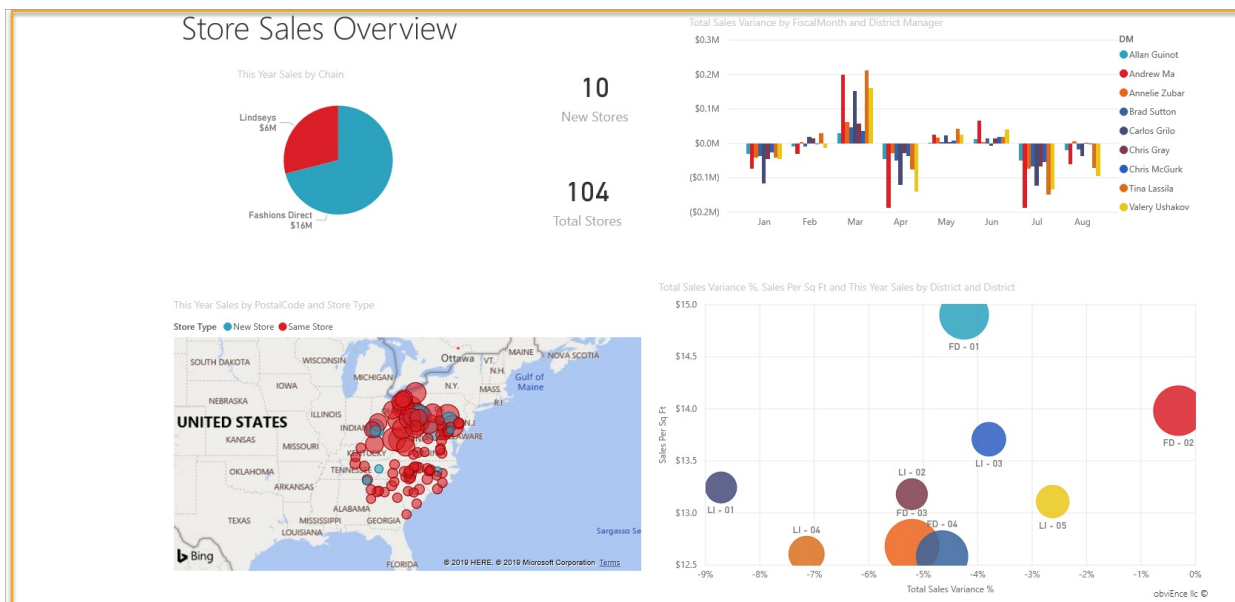 Store Sales Overview
This Year Sales by Chain
Lindseys
$6M
Fashions Direct
$16M
10
New Stores
104
Total Stores
Total Sales Variance by FiscalMonth and District Manager
$0.3M
$0.2M
$0.1M
$0.0M
($0.1M)
($0.2M)
Jan Feb Mar Apr May Jun Jul Aug
DM
Allan Guinot
Andrew Ma
Annelie Zubar
Brad Sutton
Carlos Grilo
Chris Gray
Chris McGurk
Tina Lassila
Valery Ushakov
This Year Sales by PostalCode and Store Type
Store Type New Store Same Store
SOUTH DAKOTA
WISCONSIN
Ottawa
MAINE
NOVA SCOTIA
VT.
N.H.
MICHIGAN
Gulf of
Maine
IOWA
N.Y.
MASS.
NEBRASKA
R.I.
ILLINOIS
UNITED STATES
N.J.
KANSAS
MISSOURI
TENNESSEE
OKLAHOMA
ARKANSAS
ALABAMA
TEXAS
MISSISSIPPI
GEORGIA
LOUISIANA
Sargasso Se
FLORIDA
Bing
© 2019 HERE, © 2019 Microsoft Corporation Terms
Total Sales Variance %, Sales Per Sq Ft and This Year Sales by District and District
Sales Per Sq Ft
$15.0
$14.5
$14.0
$13.5
$13.0
$12.5
FD - 01
FD - 02
LI - 03
LI - 02
LI - 01
FD - 03
LI - 05
LI - 04
FD - 04
-9% -8% -7% -6% -5% -4% -3% -2% -1% 0%
Total Sales Variance %
obviEnce llc ©